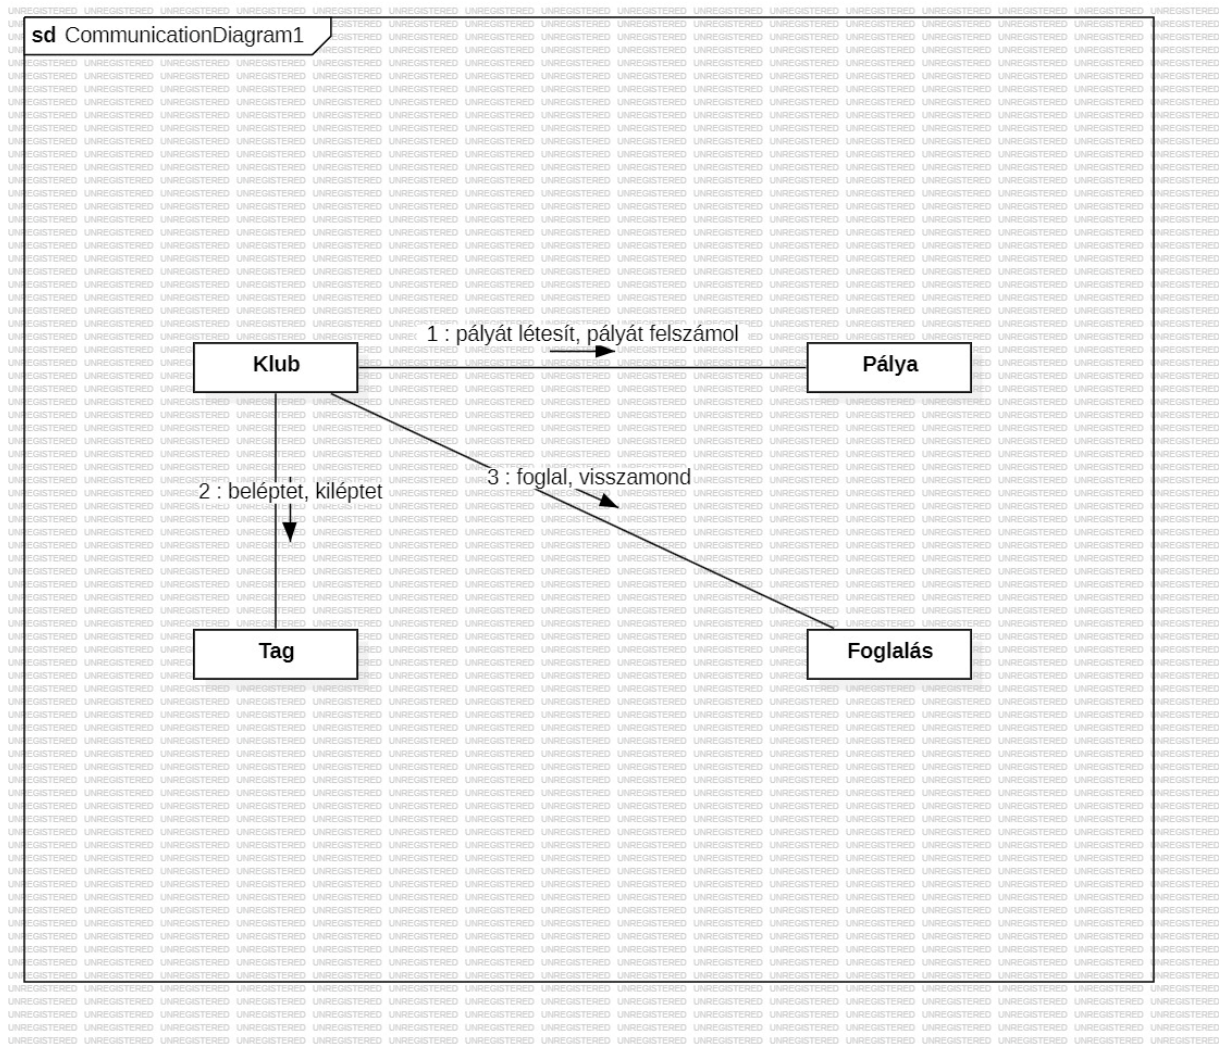 sd CommunicationDiagram1
1 : pályát létesít, pályát felszámol
Klub
Pálya
3 : foglal, visszamond
2 : beléptet, kiléptet
Tag
Foglalás
UNREGISTERED